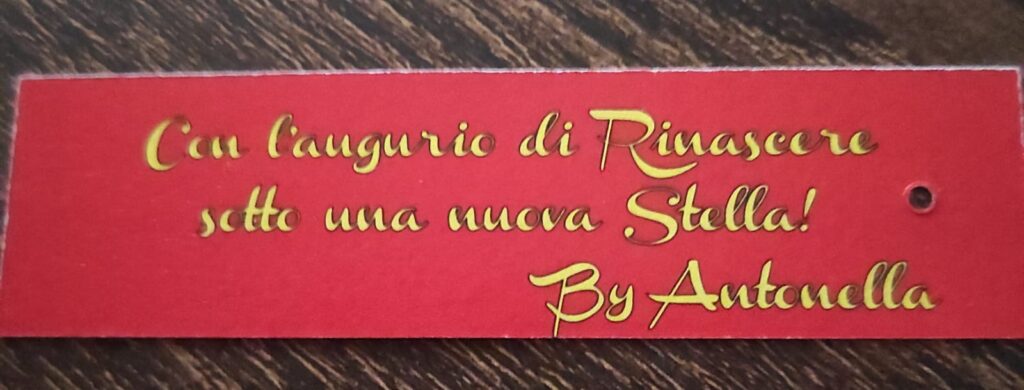 Con l'augurio di Rinascere
sotto una nuova Stella!
By Antonella